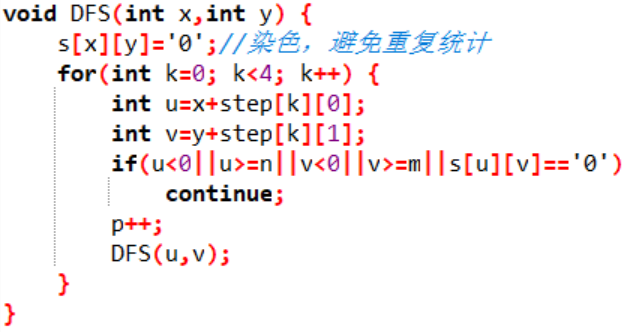 void DFS(int x,int y) {
    s[x][y]='0';//染色，避免重复统计
    for(int k=0; k<4; k++) {
        int u=x+step[k][0];
        int v=y+step[k][1];
        if(u<0||u>=n||v<0||v>=m||s[u][v]=='0')
            continue;
        p++;
        DFS(u,v);
    }
}